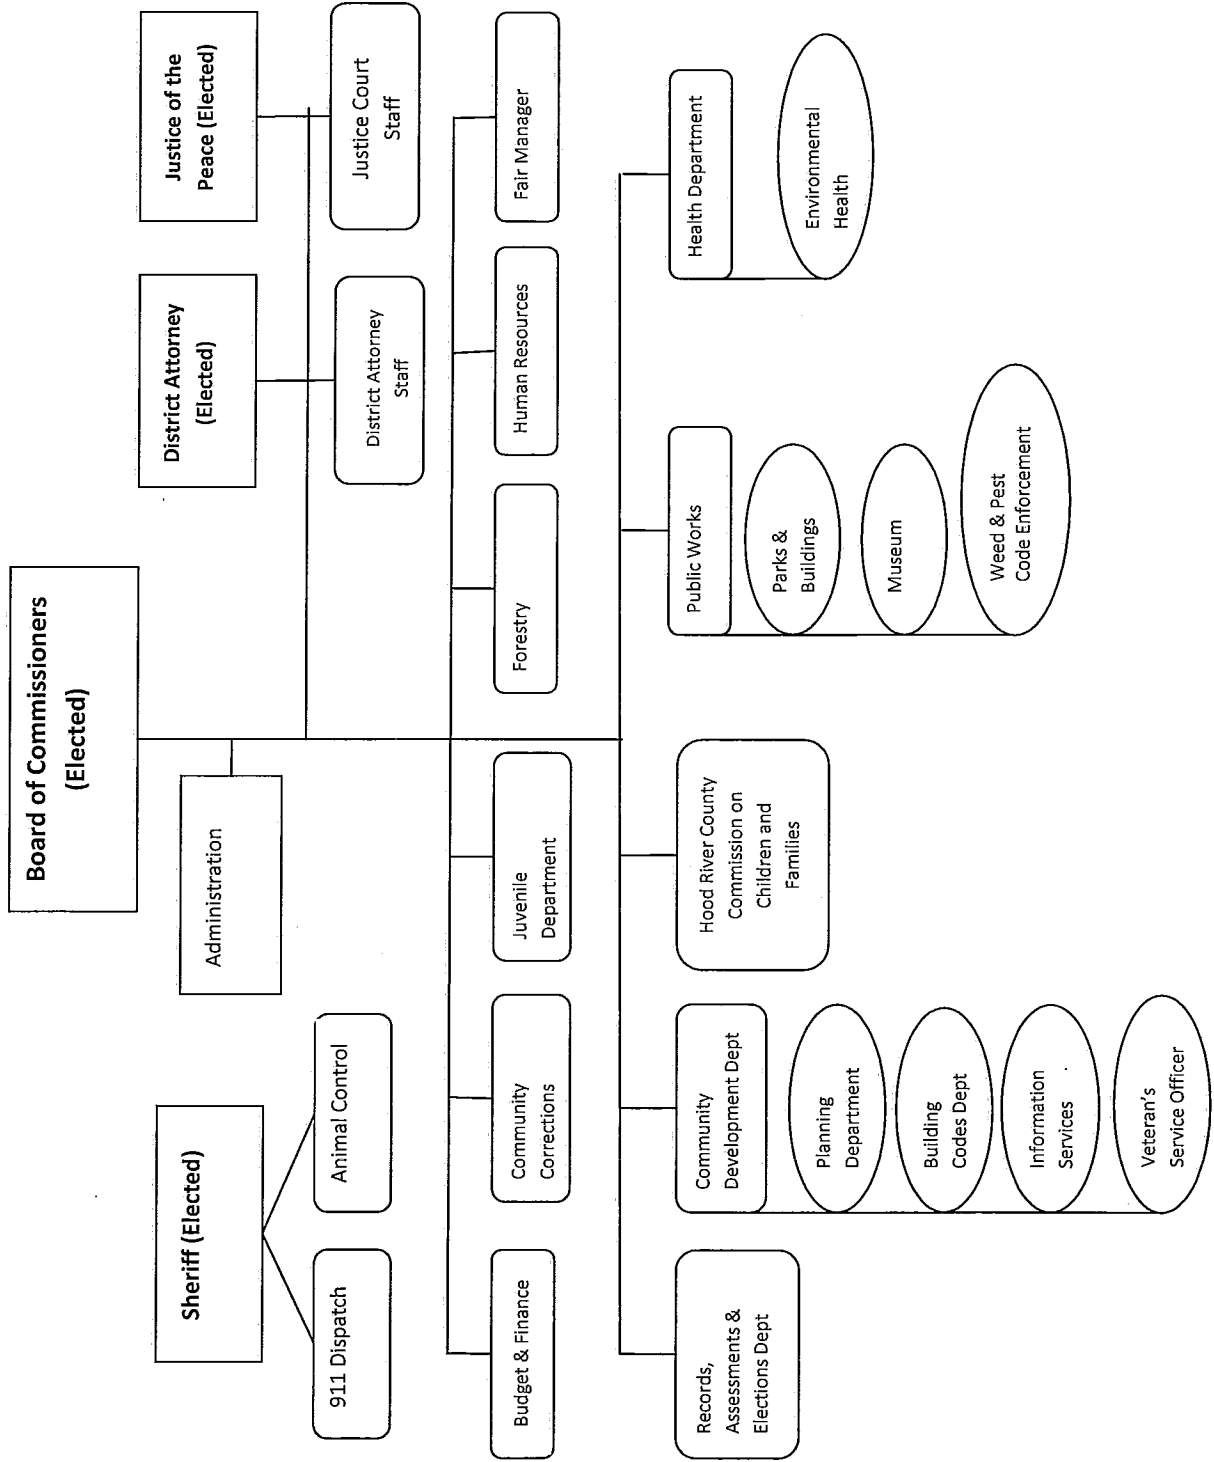 Board of Commissioners
(Elected)
Administration
Sheriff (Elected)
911 Dispatch
Animal Control
District Attorney
(Elected)
District Attorney
Staff
Justice of the
Peace (Elected)
Justice Court
Staff
Budget & Finance
Community
Corrections
Juvenile
Department
Forestry
Human Resources
Fair Manager
Records,
Assessments &
Elections Dept
Community
Development Dept
Planning
Department
Building
Codes Dept
Information
Services
Veteran's
Service Officer
Hood River County
Commission on
Children and
Families
Public Works
Parks &
Buildings
Museum
Weed & Pest
Code Enforcement
Health Department
Environmental
Health